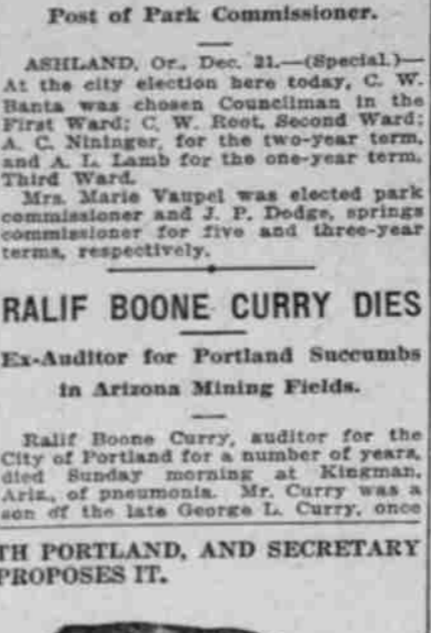 Post of Park Commissioner.
ASHLAND, Or., Dec. 21.—(Special.)—
At the city election here today, C. W.
Banta was chosen Councilman in the
First Ward; C. W. Root, Second Ward;
A. C. Nininger, for the two-year term,
and A. L. Lamb for the one-year term,
Third Ward.
Mrs. Marie Vaupel was elected park
commissioner and J. P. Dodge, springs
commissioner for five and three-year
terms, respectively.
RALIF BOONE CURRY DIES
Ex-Auditor for Portland Succumbs
in Arizona Mining Fields.
Ralif Boone Curry, auditor for the
City of Portland for a number of years,
died Sunday morning at Kingman,
Ariz., of pneumonia. Mr. Curry was a
son of the late George L. Curry, once
TH PORTLAND, AND SECRETARY
PROPOSES IT.